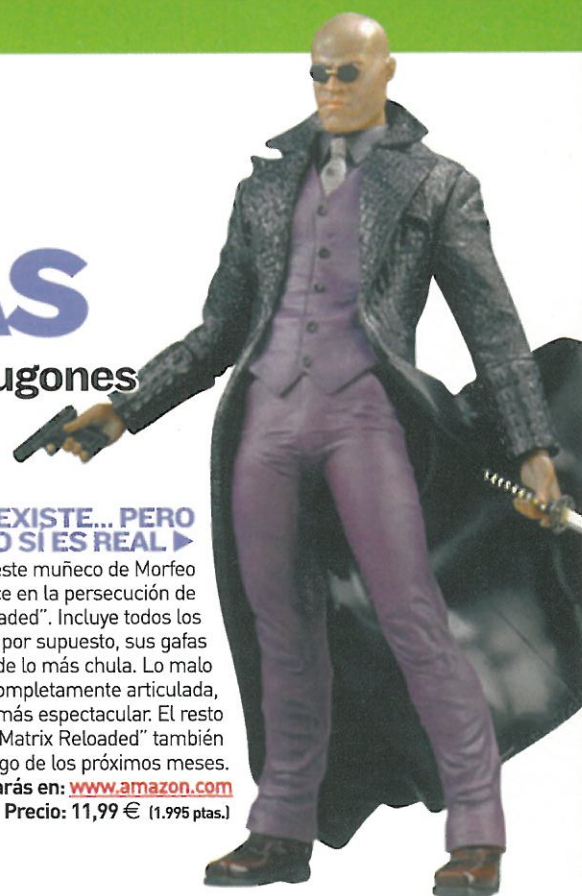 AS
ugones
EXISTE... PERO
O SÍ ES REAL ▶
este muñeco de Morfeo
ce en la persecución de
aded". Incluye todos los
por supuesto, sus gafas
de lo más chula. Lo malo
ompletamente articulada,
más espectacular. El resto
Matrix Reloaded" también
go de los próximos meses.
arás en: www.amazon.com
Precio: 11,99 € (1.995 ptas.)